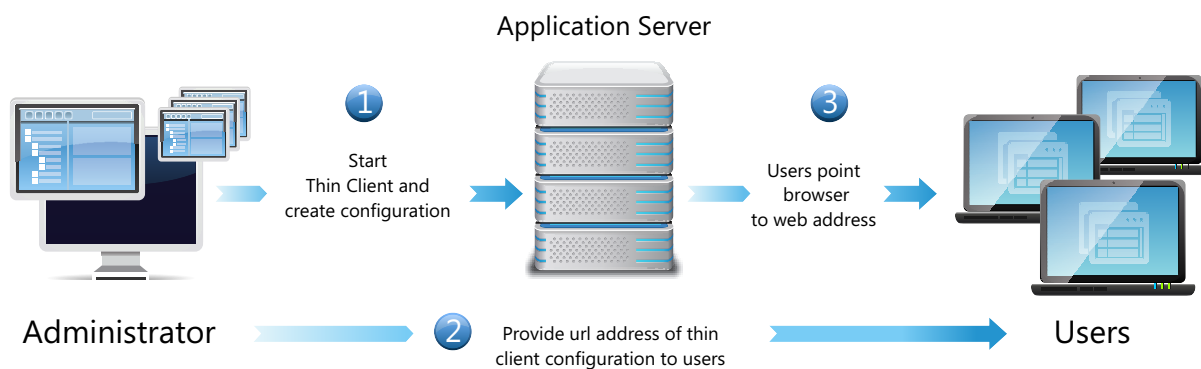 Application Server
1
Start
Thin Client and
create configuration
3
Users point
browser
to web address
Administrator
2
Provide url address of thin
client configuration to users
Users